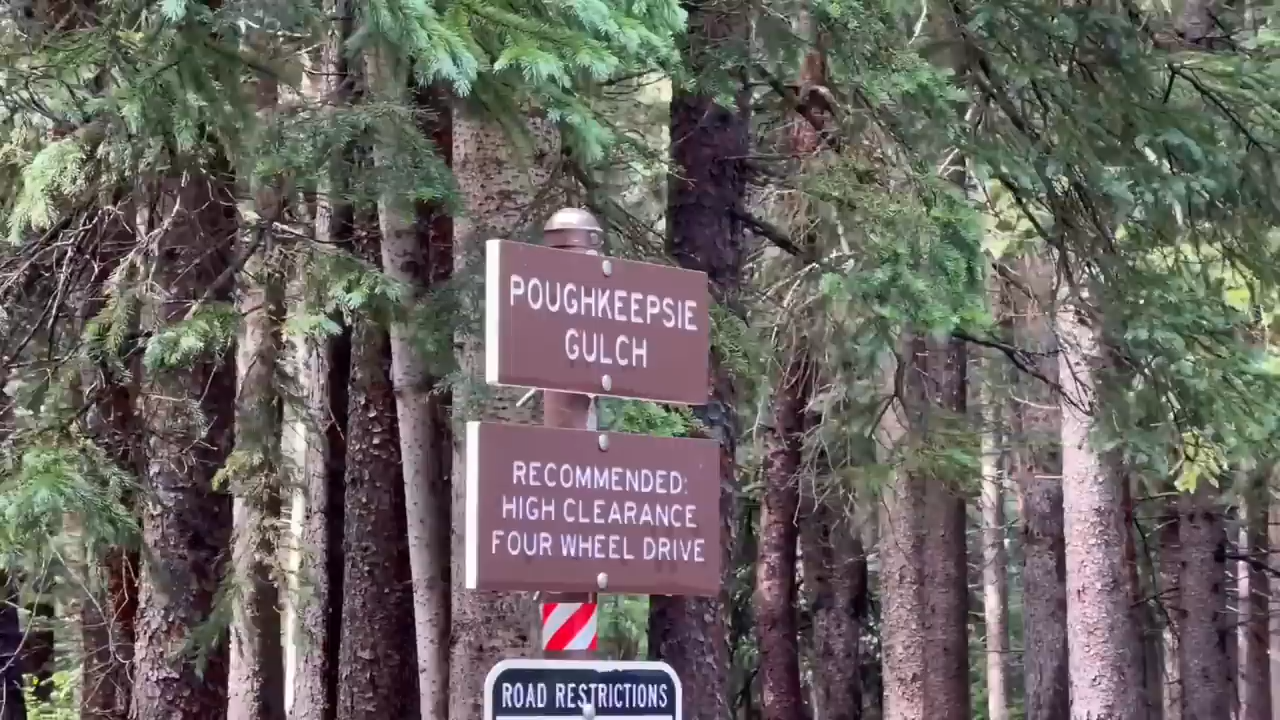 POUGHKEEPSIE
GULCH
RECOMMENDED:
HIGH CLEARANCE
FOUR WHEEL DRIVE
ROAD RESTRICTIONS